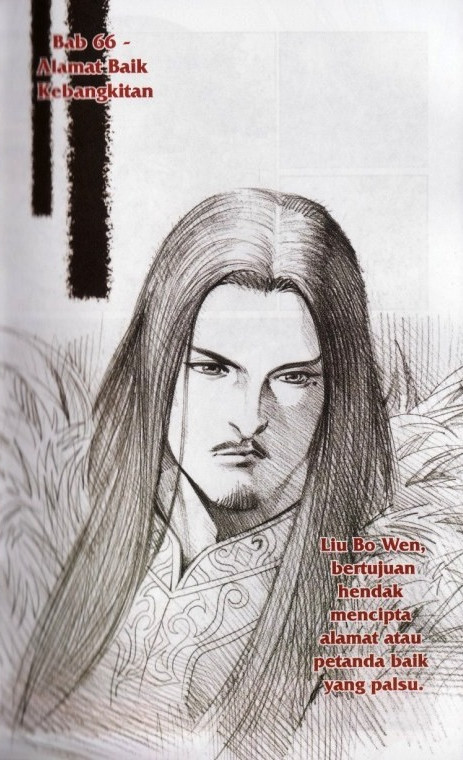 Bab 66 -
Alamat Baik
Kebangkitan
Liu Bo Wen,
bertujuan
hendak
mencipta
alamat atau
petanda baik
yang palsu.